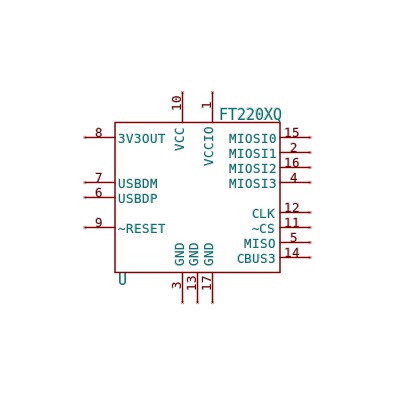 10
1
FT220XQ
VCC
VCCIO
8 3V3OUT MIOSI0 15
MIOSI1 2
MIOSI2 16
7 USBDM MIOSI3 4
6 USBDP
CLK 12
9 ~RESET ~CS 11
MISO 5
CBUS3 14
GND GND GND
U
3 13 17